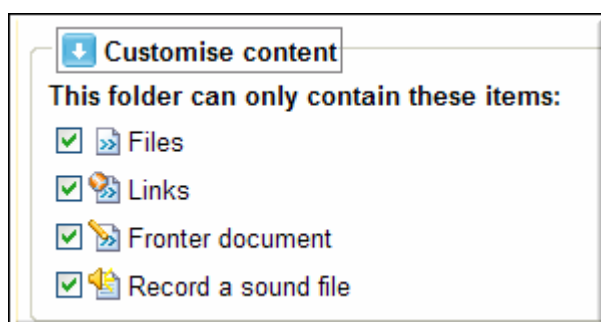 Customise content
This folder can only contain these items:
Files
Links
Fronter document
Record a sound file